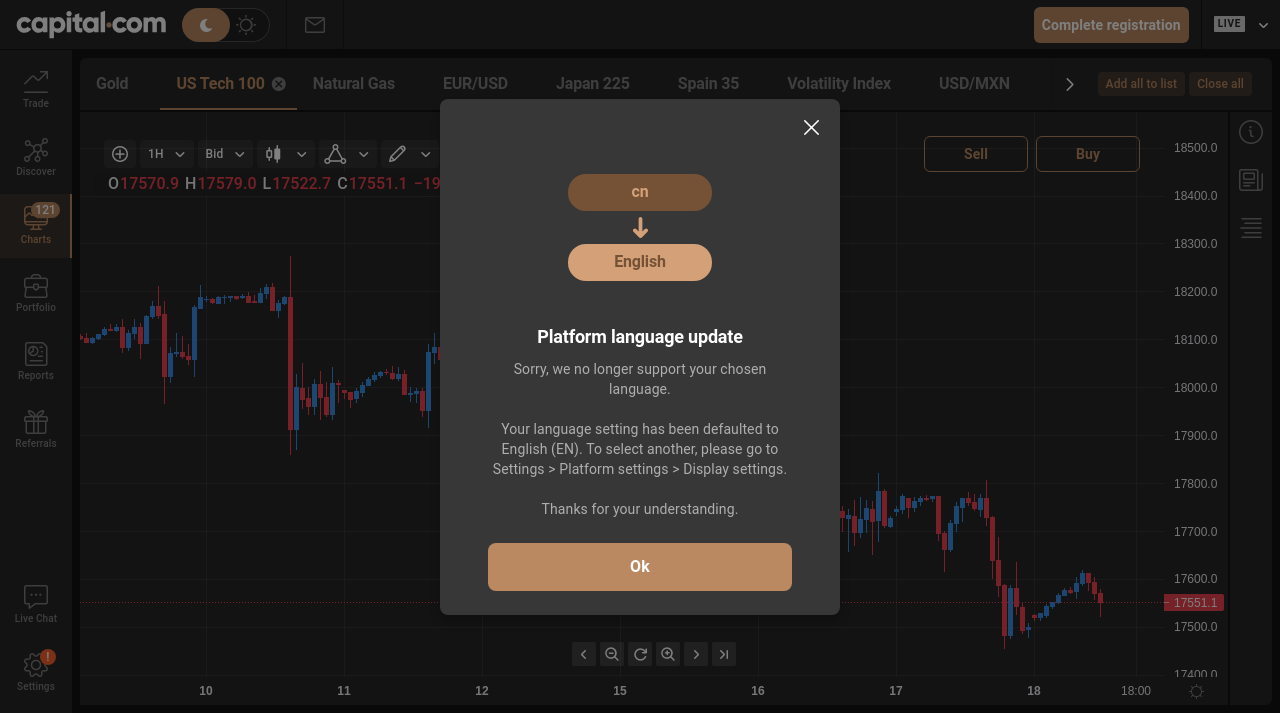 capital.com
Complete registration
LIVE
Trade
Discover
121
Charts
Portfolio
Reports
Referrals
Live Chat
Settings
Gold
US Tech 100
Natural Gas
EUR/USD
Japan 225
Spain 35
Volatility Index
USD/MXN
Add all to list
Close all
1H
Bid
O17570.9 H17579.0 L17522.7 C17551.1 −19
Sell
Buy
cn
English
Platform language update
Sorry, we no longer support your chosen
language.
Your language setting has been defaulted to
English (EN). To select another, please go to
Settings > Platform settings > Display settings.
Thanks for your understanding.
Ok
18500.0
18400.0
18300.0
18200.0
18100.0
18000.0
17900.0
17800.0
17700.0
17600.0
17551.1
17500.0
17400.0
10
11
12
15
16
17
18
18:00